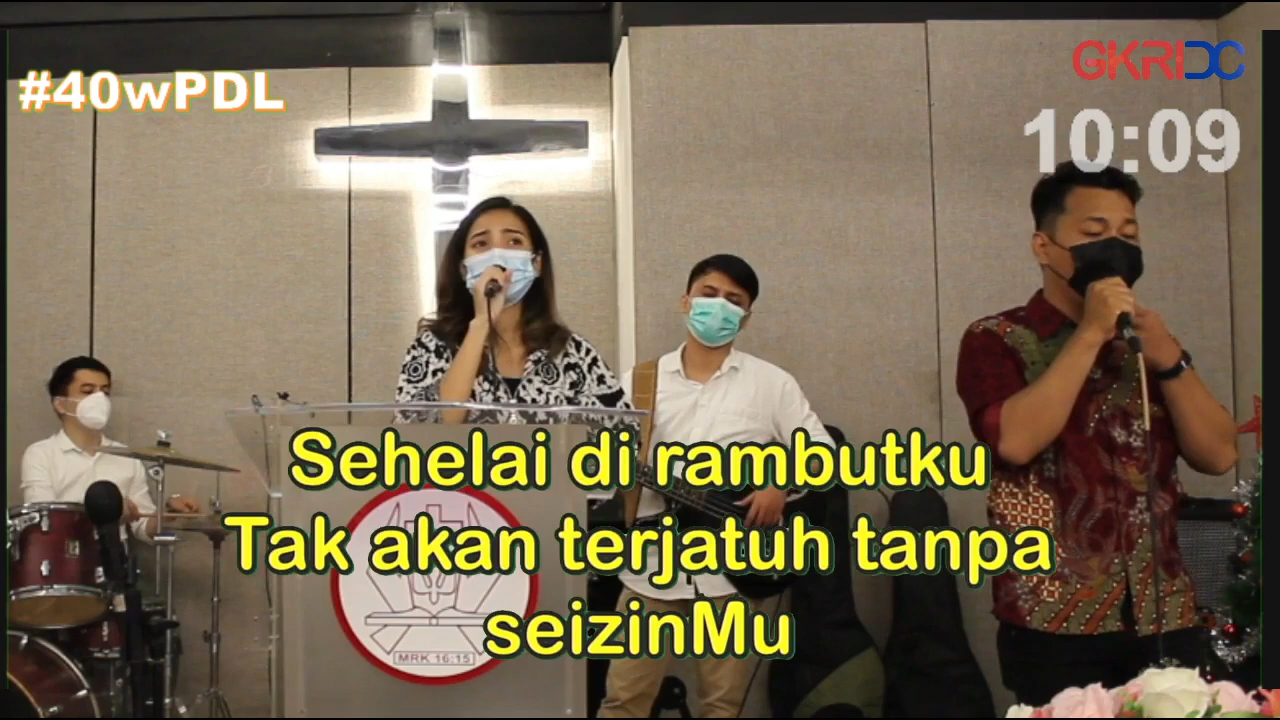 #40wPDL
GKRIDC
10:09
Sehelai di rambutku
Tak akan terjatuh tanpa
seizinMu
MRK 16:15